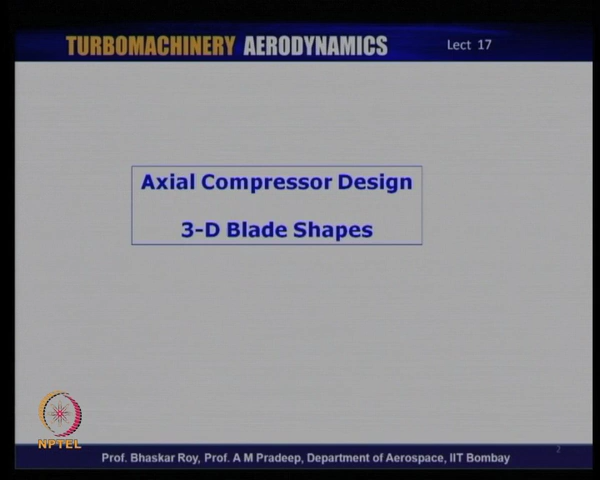 TURBOMACHINERY AERODYNAMICS Lect 17
Axial Compressor Design
3-D Blade Shapes
NPTEL
2
Prof. Bhaskar Roy, Prof. A M Pradeep, Department of Aerospace, IIT Bombay